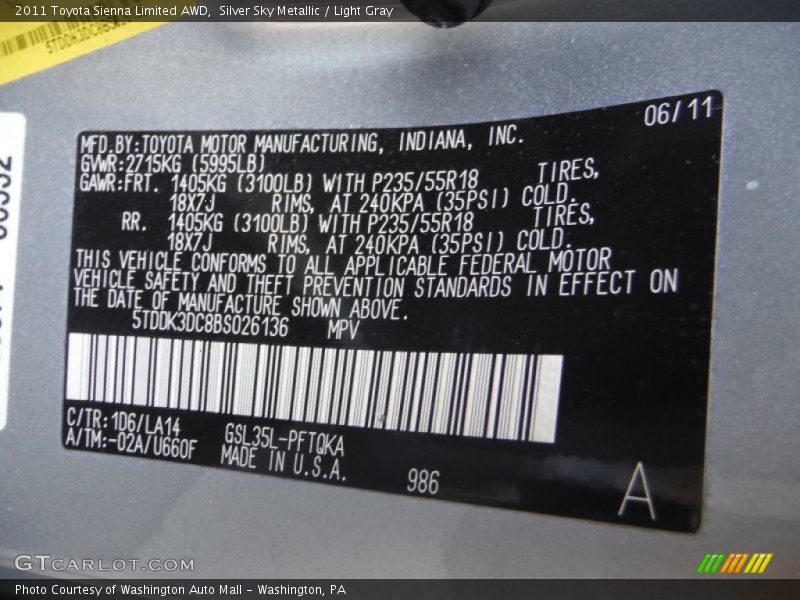 2011 Toyota Sienna Limited AWD,  Silver Sky Metallic / Light Gray
06/11
MFD.BY:TOYOTA MOTOR MANUFACTURING, INDIANA, INC.
GVWR:2715KG (5995LB)
GAWR:FRT. 1405KG (3100LB) WITH P235/55R18 TIRES,
18X7J RIMS, AT 240KPA (35PSI) COLD.
RR. 1405KG (3100LB) WITH P235/55R18 TIRES,
18X7J RIMS, AT 240KPA (35PSI) COLD.
THIS VEHICLE CONFORMS TO ALL APPLICABLE FEDERAL MOTOR
VEHICLE SAFETY AND THEFT PREVENTION STANDARDS IN EFFECT ON
THE DATE OF MANUFACTURE SHOWN ABOVE.
5TDDK3DC8BS026136 MPV
C/TR:1D6/LA14 GSL35L-PFTQKA
A/TM:-02A/U660F MADE IN U.S.A.
986
A
GTCARLOT.COM
Photo Courtesy of Washington Auto Mall - Washington, PA